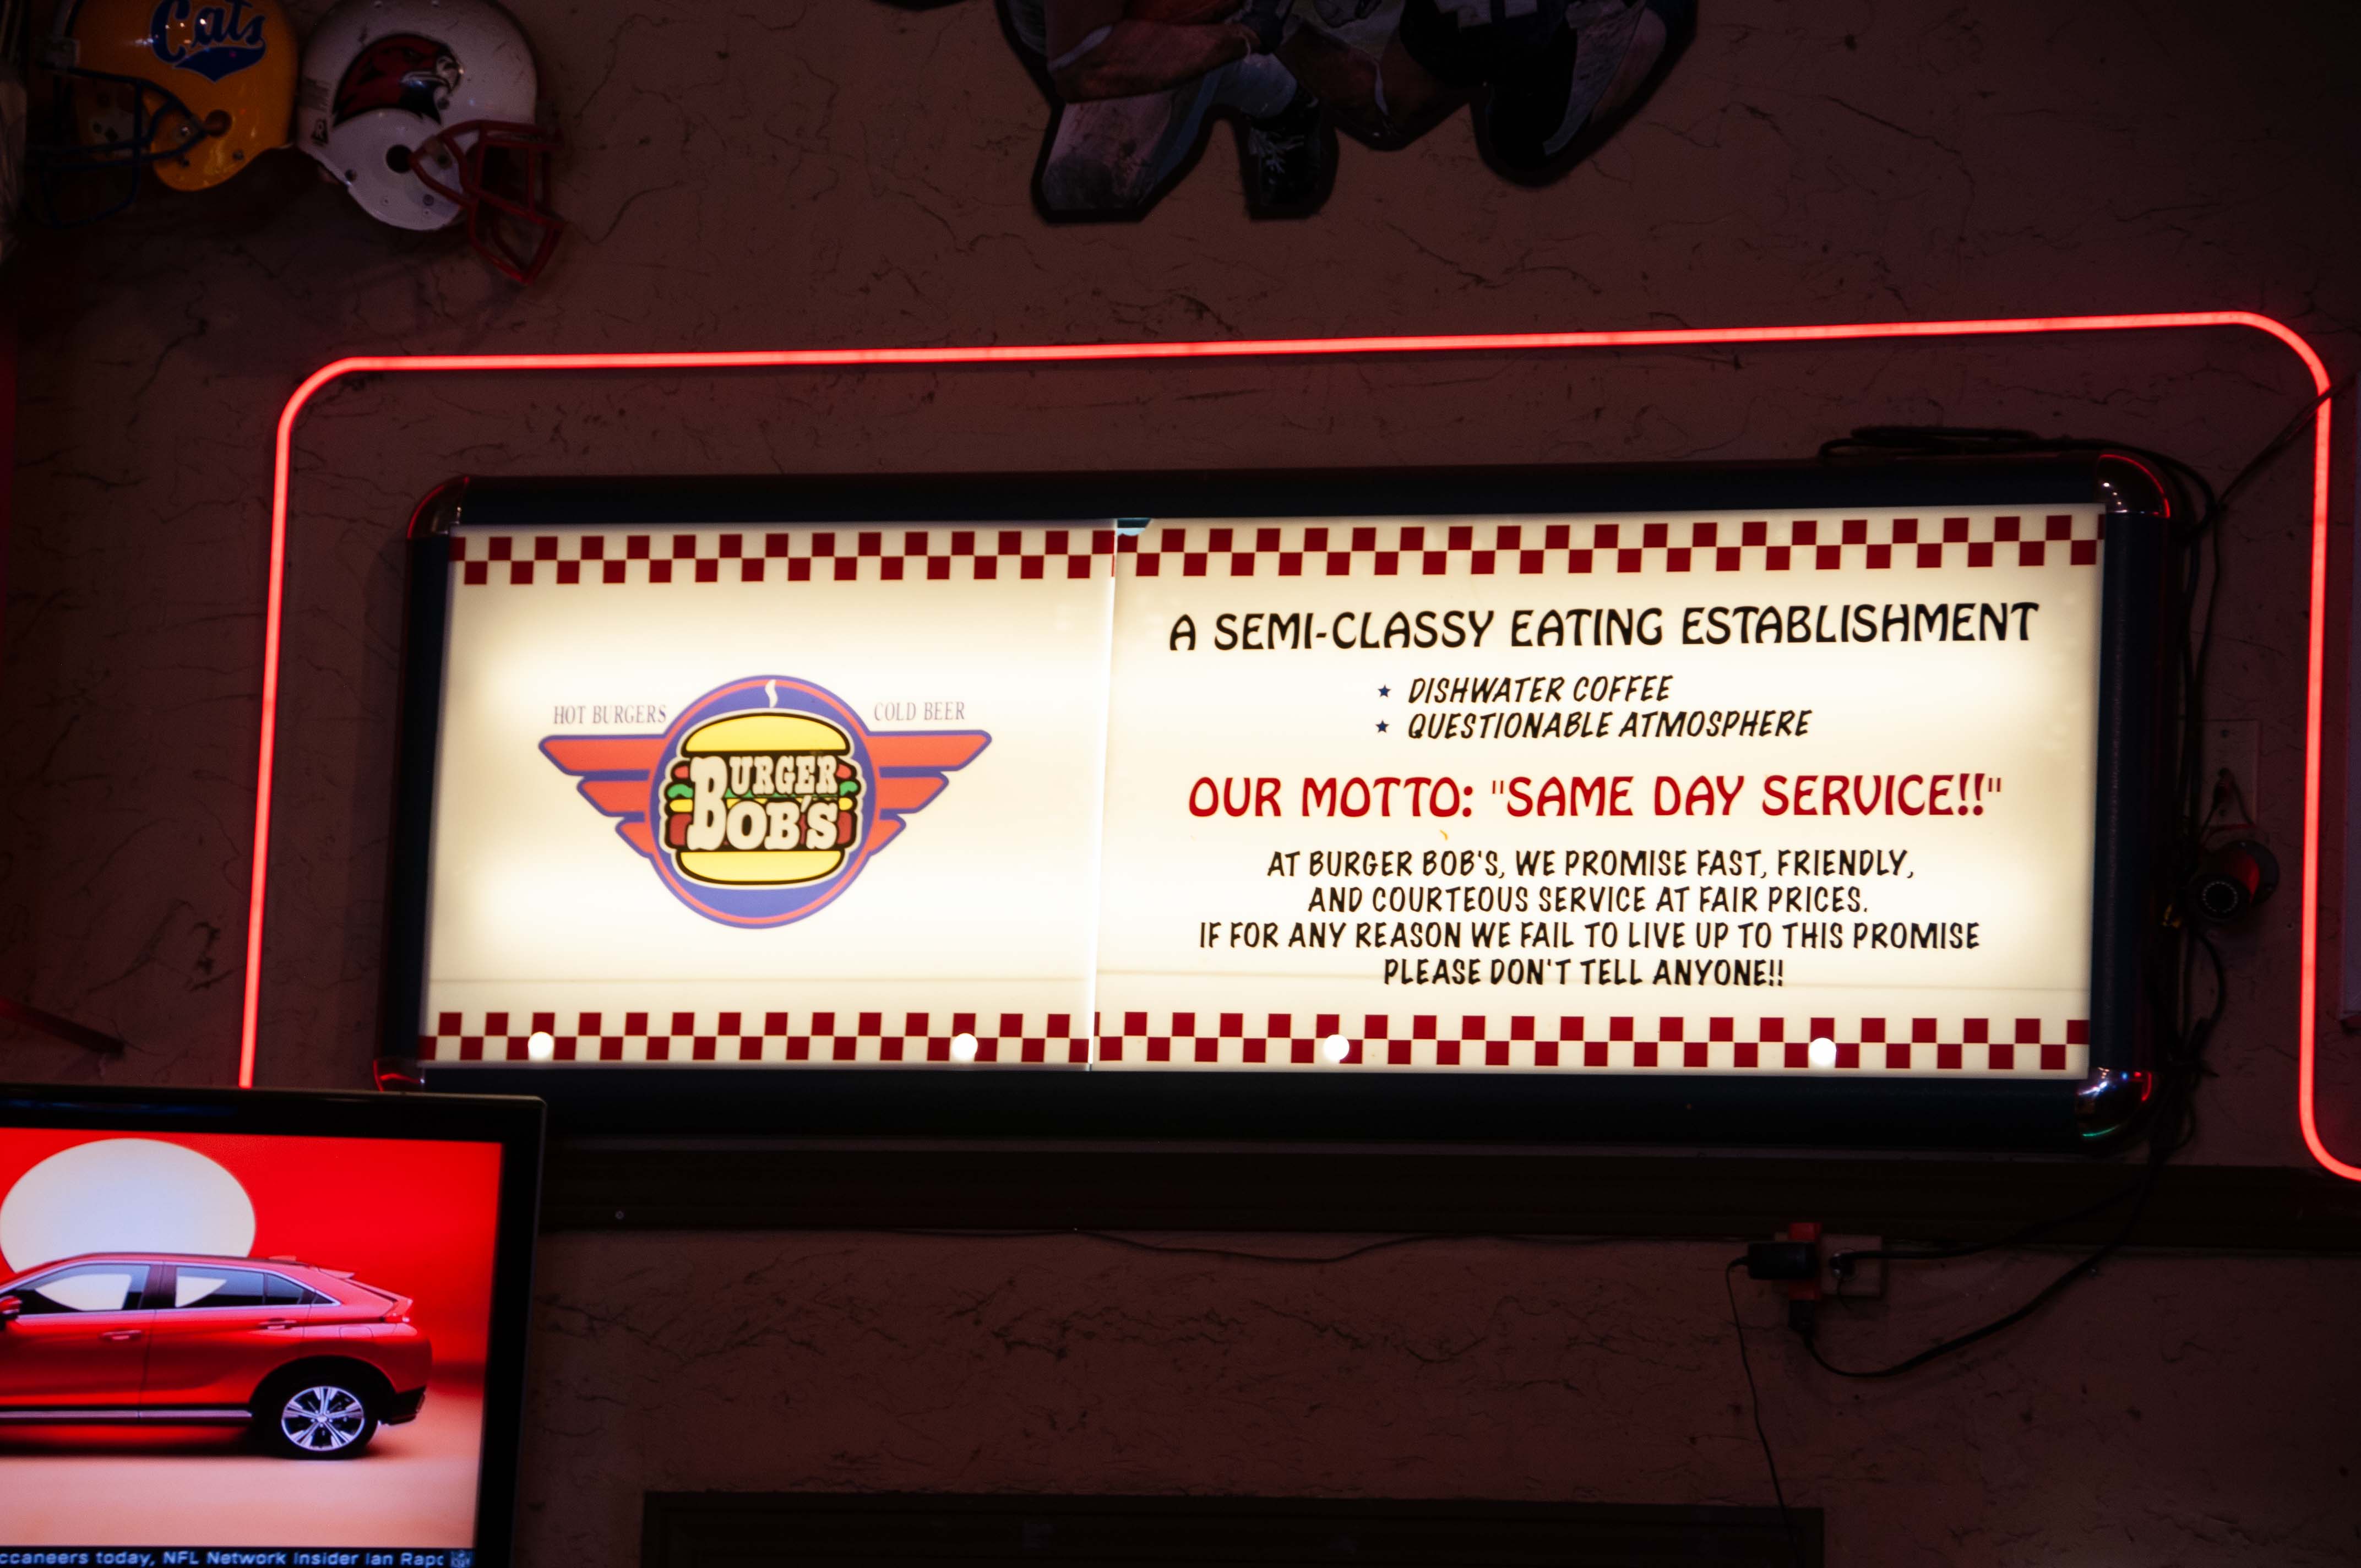 Cats
HOT BURGERS
COLD BEER
BURGER
BOB'S
A SEMI-CLASSY EATING ESTABLISHMENT
★ DISHWATER COFFEE
★ QUESTIONABLE ATMOSPHERE
OUR MOTTO: "SAME DAY SERVICE!!"
AT BURGER BOB'S, WE PROMISE FAST, FRIENDLY,
AND COURTEOUS SERVICE AT FAIR PRICES.
IF FOR ANY REASON WE FAIL TO LIVE UP TO THIS PROMISE
PLEASE DON'T TELL ANYONE!!
ccaneers today, NFL Network Insider Ian Rapo